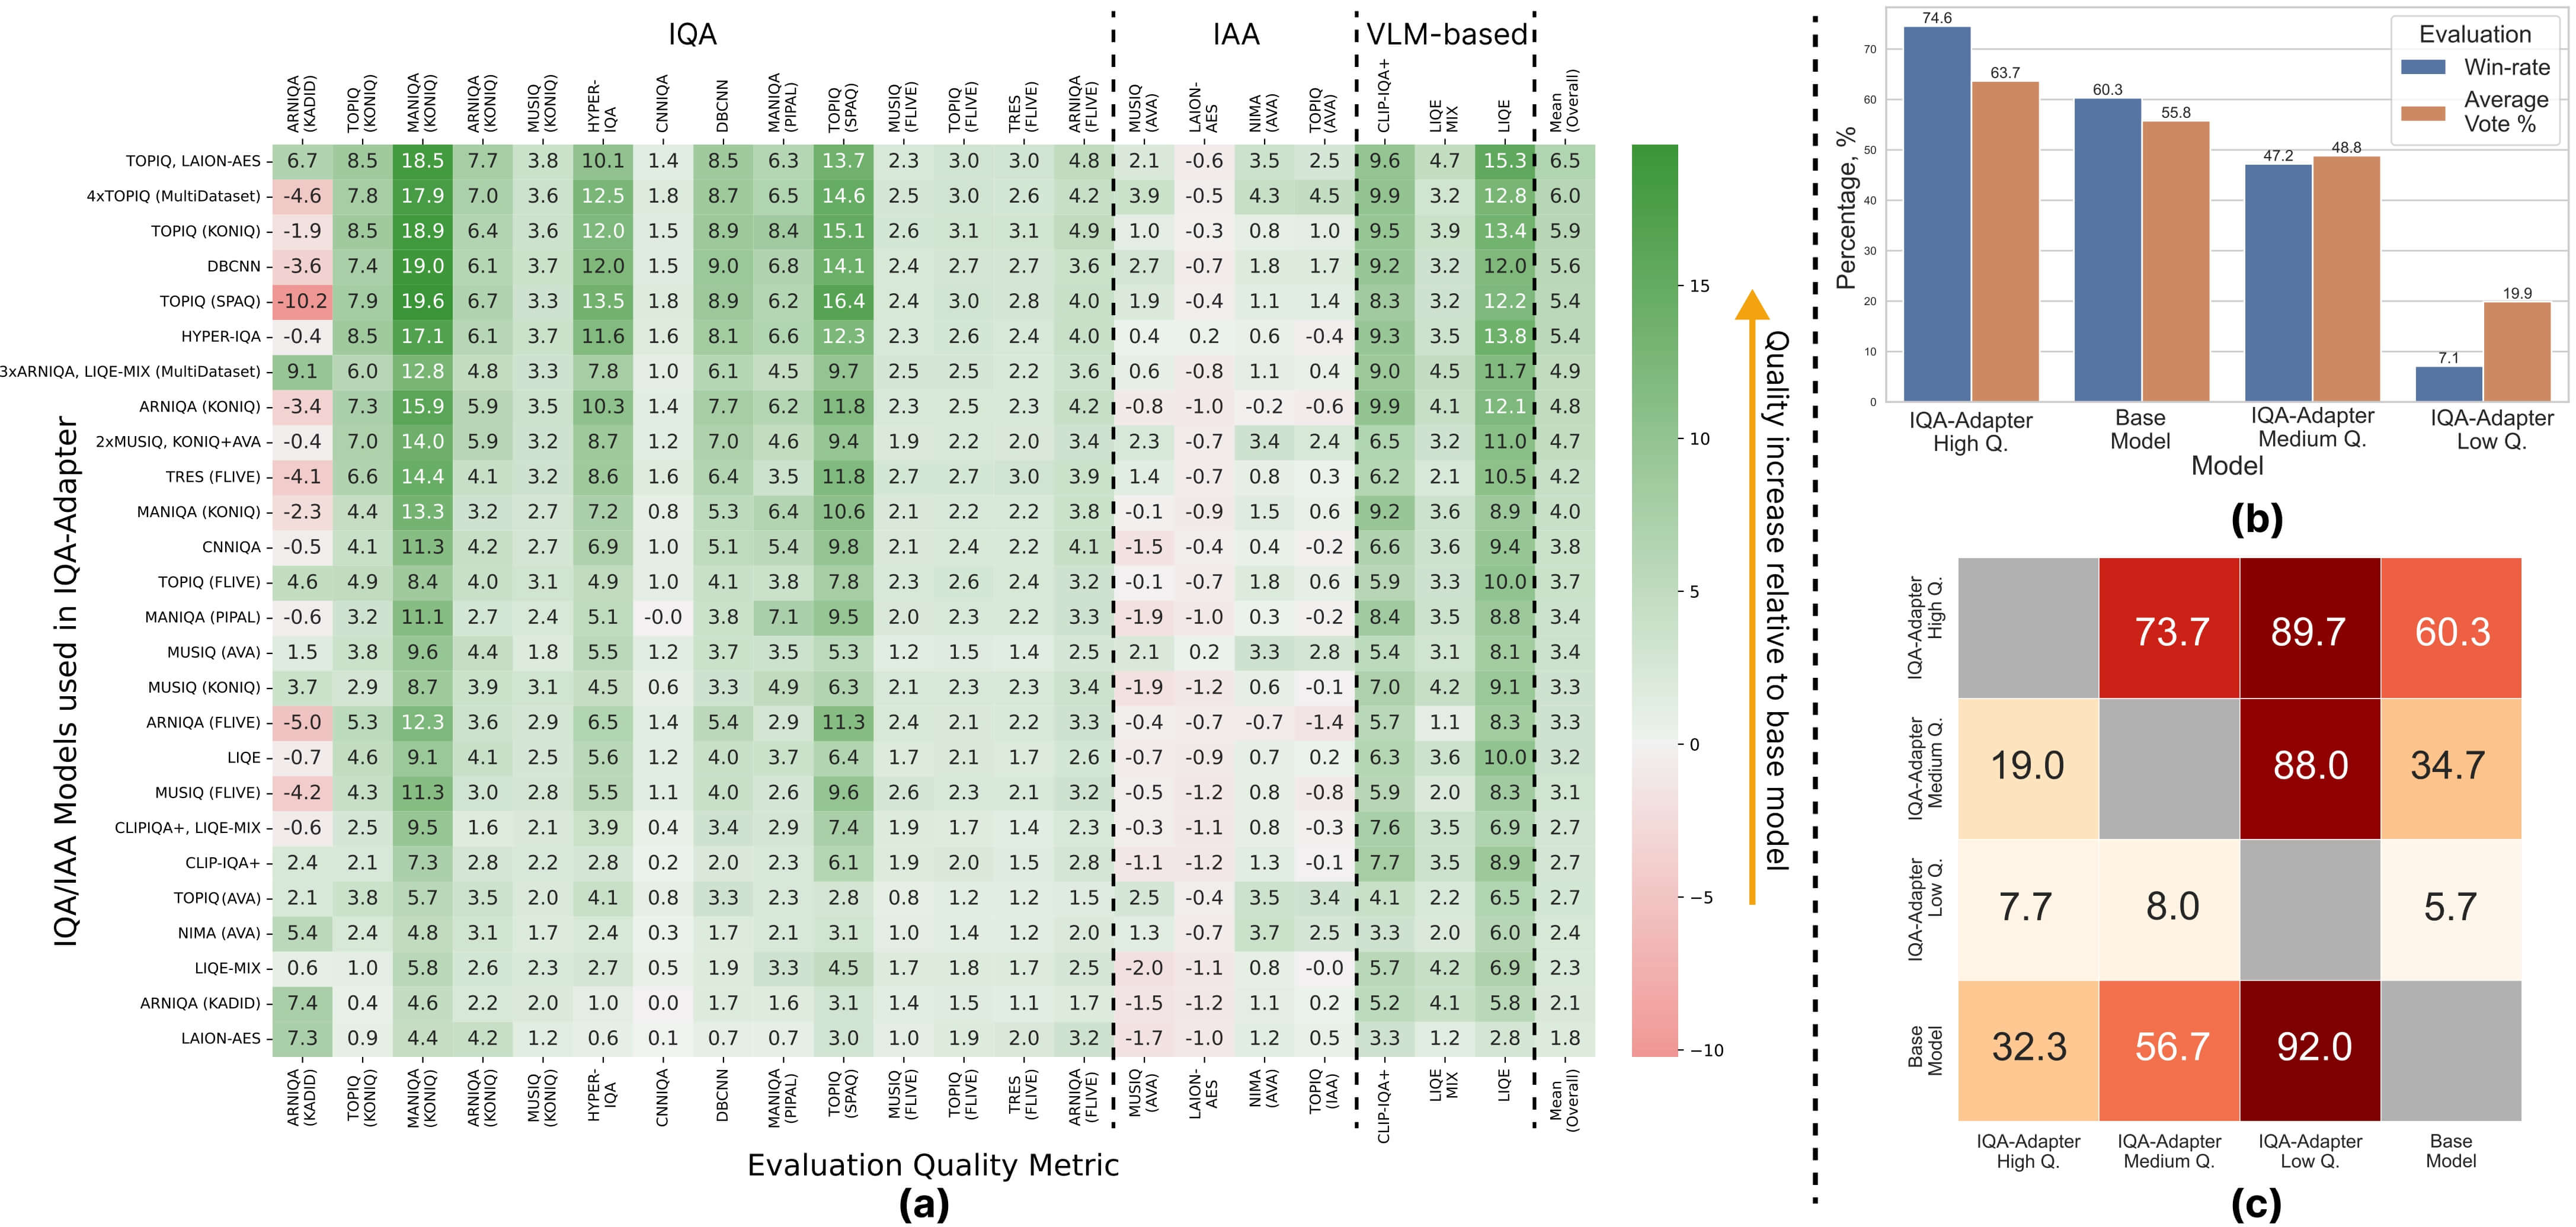 IQA IAA VLM-based
ARNIQA (KADID) TOPIQ (KONIQ) MANIQA (KONIQ) ARNIQA (KONIQ) MUSIQ (KONIQ) HYPER-IQA CNNIQA DBCNN MANIQA (PIPAL) TOPIQ (SPAQ) MUSIQ (FLIVE) TOPIQ (FLIVE) TRES (FLIVE) ARNIQA (FLIVE) MUSIQ (AVA) LAION-AES NIMA (AVA) TOPIQ (AVA) CLIP-IQA+ LIQE MIX LIQE Mean (Overall)
IQA/IAA Models used in IQA-Adapter
TOPIQ, LAION-AES 6.7 8.5 18.5 7.7 3.8 10.1 1.4 8.5 6.3 13.7 2.3 3.0 3.0 4.8 2.1 -0.6 3.5 2.5 9.6 4.7 15.3 6.5
4xTOPIQ (MultiDataset) -4.6 7.8 17.9 7.0 3.6 12.5 1.8 8.7 6.5 14.6 2.5 3.0 2.6 4.2 3.9 -0.5 4.3 4.5 9.9 3.2 12.8 6.0
TOPIQ (KONIQ) -1.9 8.5 18.9 6.4 3.6 12.0 1.5 8.9 8.4 15.1 2.6 3.1 3.1 4.9 1.0 -0.3 0.8 1.0 9.5 3.9 13.4 5.9
DBCNN -3.6 7.4 19.0 6.1 3.7 12.0 1.5 9.0 6.8 14.1 2.4 2.7 2.7 3.6 2.7 -0.7 1.8 1.7 9.2 3.2 12.0 5.6
TOPIQ (SPAQ) -10.2 7.9 19.6 6.7 3.3 13.5 1.8 8.9 6.2 16.4 2.4 3.0 2.8 4.0 1.9 -0.4 1.1 1.4 8.3 3.2 12.2 5.4
HYPER-IQA -0.4 8.5 17.1 6.1 3.7 11.6 1.6 8.1 6.6 12.3 2.3 2.6 2.4 4.0 0.4 0.2 0.6 -0.4 9.3 3.5 13.8 5.4
3xARNIQA, LIQE-MIX (MultiDataset) 9.1 6.0 12.8 4.8 3.3 7.8 1.0 6.1 4.5 9.7 2.5 2.5 2.2 3.6 0.6 -0.8 1.1 0.4 9.0 4.5 11.7 4.9
ARNIQA (KONIQ) -3.4 7.3 15.9 5.9 3.5 10.3 1.4 7.7 6.2 11.8 2.3 2.5 2.3 4.2 -0.8 -1.0 -0.2 -0.6 9.9 4.1 12.1 4.8
2xMUSIQ, KONIQ+AVA -0.4 7.0 14.0 5.9 3.2 8.7 1.2 7.0 4.6 9.4 1.9 2.2 2.0 3.4 2.3 -0.7 3.4 2.4 6.5 3.2 11.0 4.7
TRES (FLIVE) -4.1 6.6 14.4 4.1 3.2 8.6 1.6 6.4 3.5 11.8 2.7 2.7 3.0 3.9 1.4 -0.7 0.8 0.3 6.2 2.1 10.5 4.2
MANIQA (KONIQ) -2.3 4.4 13.3 3.2 2.7 7.2 0.8 5.3 6.4 10.6 2.1 2.2 2.2 3.8 -0.1 -0.9 1.5 0.6 9.2 3.6 8.9 4.0
CNNIQA -0.5 4.1 11.3 4.2 2.7 6.9 1.0 5.1 5.4 9.8 2.1 2.4 2.2 4.1 -1.5 -0.4 0.4 -0.2 6.6 3.6 9.4 3.8
TOPIQ (FLIVE) 4.6 4.9 8.4 4.0 3.1 4.9 1.0 4.1 3.8 7.8 2.3 2.6 2.4 3.2 -0.1 -0.7 1.8 0.6 5.9 3.3 10.0 3.7
MANIQA (PIPAL) -0.6 3.2 11.1 2.7 2.4 5.1 -0.0 3.8 7.1 9.5 2.0 2.3 2.2 3.3 -1.9 -1.0 0.3 -0.2 8.4 3.5 8.8 3.4
MUSIQ (AVA) 1.5 3.8 9.6 4.4 1.8 5.5 1.2 3.7 3.5 5.3 1.2 1.5 1.4 2.5 2.1 0.2 3.3 2.8 5.4 3.1 8.1 3.4
MUSIQ (KONIQ) 3.7 2.9 8.7 3.9 3.1 4.5 0.6 3.3 4.9 6.3 2.1 2.3 2.3 3.4 -1.9 -1.2 0.6 -0.1 7.0 4.2 9.1 3.3
ARNIQA (FLIVE) -5.0 5.3 12.3 3.6 2.9 6.5 1.4 5.4 2.9 11.3 2.4 2.1 2.2 3.3 -0.4 -0.7 -0.7 -1.4 5.7 1.1 8.3 3.3
LIQE -0.7 4.6 9.1 4.1 2.5 5.6 1.2 4.0 3.7 6.4 1.7 2.1 1.7 2.6 -0.7 -0.9 0.7 0.2 6.3 3.6 10.0 3.2
MUSIQ (FLIVE) -4.2 4.3 11.3 3.0 2.8 5.5 1.1 4.0 2.6 9.6 2.6 2.3 2.1 3.2 -0.5 -1.2 0.8 -0.8 5.9 2.0 8.3 3.1
CLIPIQA+, LIQE-MIX -0.6 2.5 9.5 1.6 2.1 3.9 0.4 3.4 2.9 7.4 1.9 1.7 1.4 2.3 -0.3 -1.1 0.8 -0.3 7.6 3.5 6.9 2.7
CLIP-IQA+ 2.4 2.1 7.3 2.8 2.2 2.8 0.2 2.0 2.3 6.1 1.9 2.0 1.5 2.8 -1.1 -1.2 1.3 -0.1 7.7 3.5 8.9 2.7
TOPIQ(AVA) 2.1 3.8 5.7 3.5 2.0 4.1 0.8 3.3 2.3 2.8 0.8 1.2 1.2 1.5 2.5 -0.4 3.5 3.4 4.1 2.2 6.5 2.7
NIMA (AVA) 5.4 2.4 4.8 3.1 1.7 2.4 0.3 1.7 2.1 3.1 1.0 1.4 1.2 2.0 1.3 -0.7 3.7 2.5 3.3 2.0 6.0 2.4
LIQE-MIX 0.6 1.0 5.8 2.6 2.3 2.7 0.5 1.9 3.3 4.5 1.7 1.8 1.7 2.5 -2.0 -1.1 0.8 -0.0 5.7 4.2 6.9 2.3
ARNIQA (KADID) 7.4 0.4 4.6 2.2 2.0 1.0 0.0 1.7 1.6 3.1 1.4 1.5 1.1 1.7 -1.5 -1.2 1.1 0.2 5.2 4.1 5.8 2.1
LAION-AES 7.3 0.9 4.4 4.2 1.2 0.6 0.1 0.7 0.7 3.0 1.0 1.9 2.0 3.2 -1.7 -1.0 1.2 0.5 3.3 1.2 2.8 1.8
ARNIQA (KADID) TOPIQ (KONIQ) MANIQA (KONIQ) ARNIQA (KONIQ) MUSIQ (KONIQ) HYPER-IQA CNNIQA DBCNN MANIQA (PIPAL) TOPIQ (SPAQ) MUSIQ (FLIVE) TOPIQ (FLIVE) TRES (FLIVE) ARNIQA (FLIVE) MUSIQ (AVA) LAION-AES NIMA (AVA) TOPIQ (IAA) CLIP-IQA+ LIQE MIX LIQE Mean (Overall)
Evaluation Quality Metric
(a)
15
10
5
0
−5
−10
Quality increase relative to base model
Percentage, %
70
60
50
40
30
20
10
0
74.6 63.7 60.3 55.8 47.2 48.8 7.1 19.9
Evaluation
Win-rate
Average
Vote %
IQA-Adapter Base IQA-Adapter IQA-Adapter
High Q. Model Medium Q. Low Q.
Model
(b)
IQA-Adapter
High Q.
73.7 89.7 60.3
IQA-Adapter
Medium Q.
19.0 88.0 34.7
IQA-Adapter
Low Q.
7.7 8.0 5.7
Base
Model
32.3 56.7 92.0
IQA-Adapter IQA-Adapter IQA-Adapter Base
High Q. Medium Q. Low Q. Model
(c)